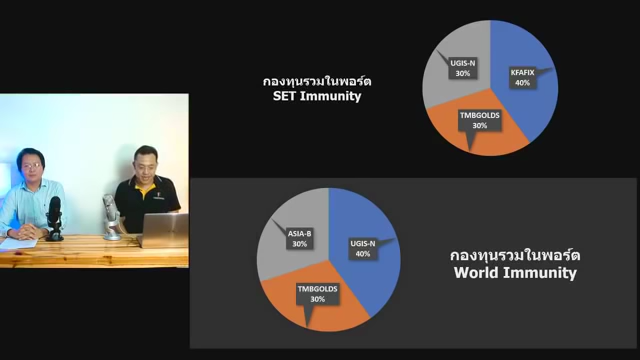 กองทุนรวมในพอร์ต
SET Immunity
UGIS-N
30%
KFAFIX
40%
TMBGOLDS
30%
ASIA-B
30%
UGIS-N
40%
TMBGOLDS
30%
กองทุนรวมในพอร์ต
World Immunity